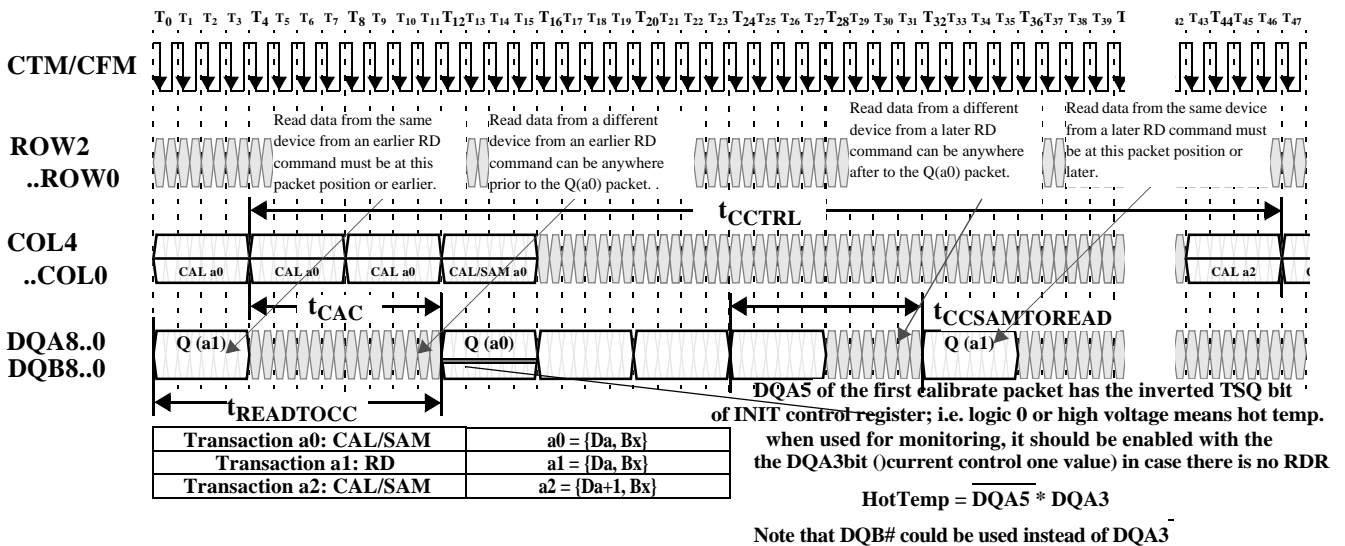 T0 T1 T2 T3 T4 T5 T6 T7 T8 T9 T10 T11 T12 T13 T14 T15 T16 T17 T18 T19 T20 T21 T22 T23 T24 T25 T26 T27 T28 T29 T30 T31 T32 T33 T34 T35 T36 T37 T38 T39 T 42 T43 T44 T45 T46 T47
CTM/CFM
ROW2
..ROW0
Read data from the same
device from an earlier RD
command must be at this
packet position or earlier.
Read data from a different
device from an earlier RD
command can be anywhere
prior to the Q(a0) packet. .
Read data from a different
device from a later RD
command can be anywhere
after to the Q(a0) packet.
Read data from the same device
from a later RD command must
be at this packet position or
later.
tCCTRL
COL4
..COL0
CAL a0 CAL a0 CAL a0 CAL/SAM a0 CAL a2 C
tCAC
tCCSAMTOREAD
DQA8..0
DQB8..0
Q (a1) Q (a0) Q (a1)
tREADTOCC
DQA5 of the first calibrate packet has the inverted TSQ bit
of INIT control register; i.e. logic 0 or high voltage means hot temp.
when used for monitoring, it should be enabled with the
the DQA3bit ()current control one value) in case there is no RDR
HotTemp = DQA5 * DQA3
Note that DQB# could be used instead of DQA3
Transaction a0: CAL/SAM a0 = {Da, Bx}
Transaction a1: RD a1 = {Da, Bx}
Transaction a2: CAL/SAM a2 = {Da+1, Bx}